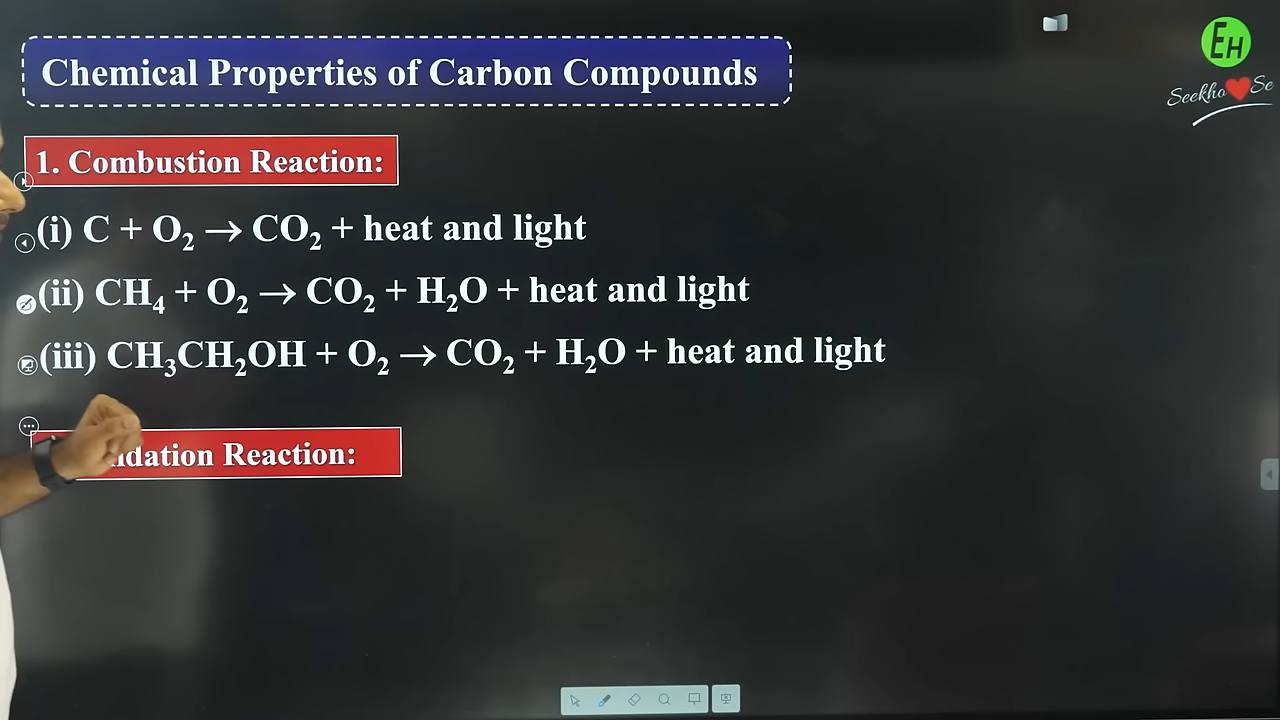 Chemical Properties of Carbon Compounds
EH
Seekho❤Se
1. Combustion Reaction:
(i) C + O₂ → CO₂ + heat and light
(ii) CH₄ + O₂ → CO₂ + H₂O + heat and light
(iii) CH₃CH₂OH + O₂ → CO₂ + H₂O + heat and light
Reaction: